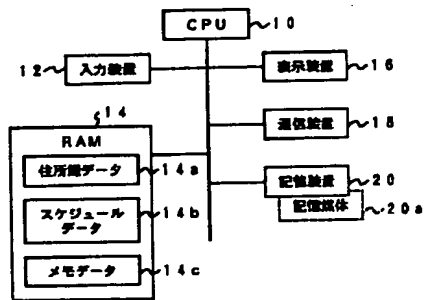 CPU
10
12
入力装置
表示装置
16
14
通信装置
18
RAM
住所録データ
14a
記憶装置
20
記憶媒体
20a
スケジュール
データ
14b
メモデータ
14c